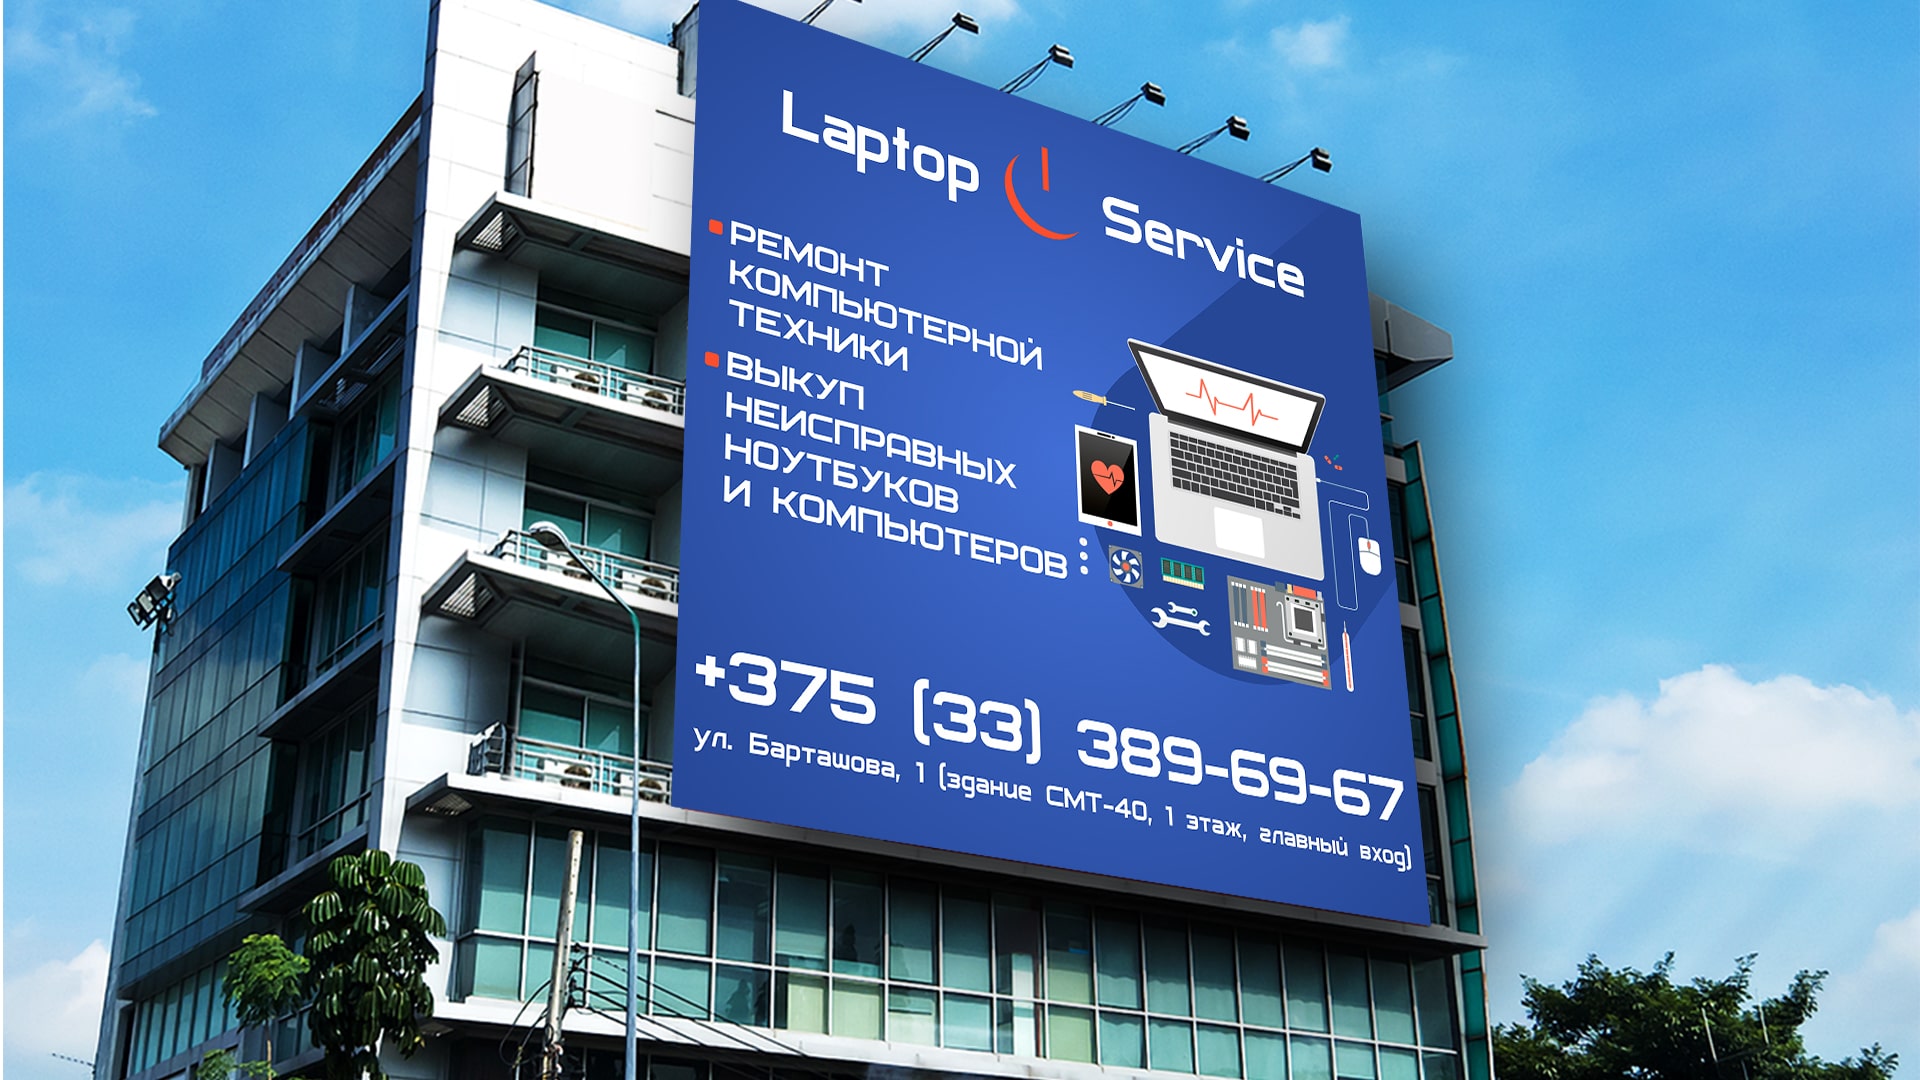 Laptop Service
РЕМОНТ
КОМПЬЮТЕРНОЙ
ТЕХНИКИ
ВЫКУП
НЕИСПРАВНЫХ
НОУТБУКОВ
И КОМПЬЮТЕРОВ
+375 (33) 389-69-67
ул. Барташова, 1 (здание СМТ-40, 1 этаж, главный вход)